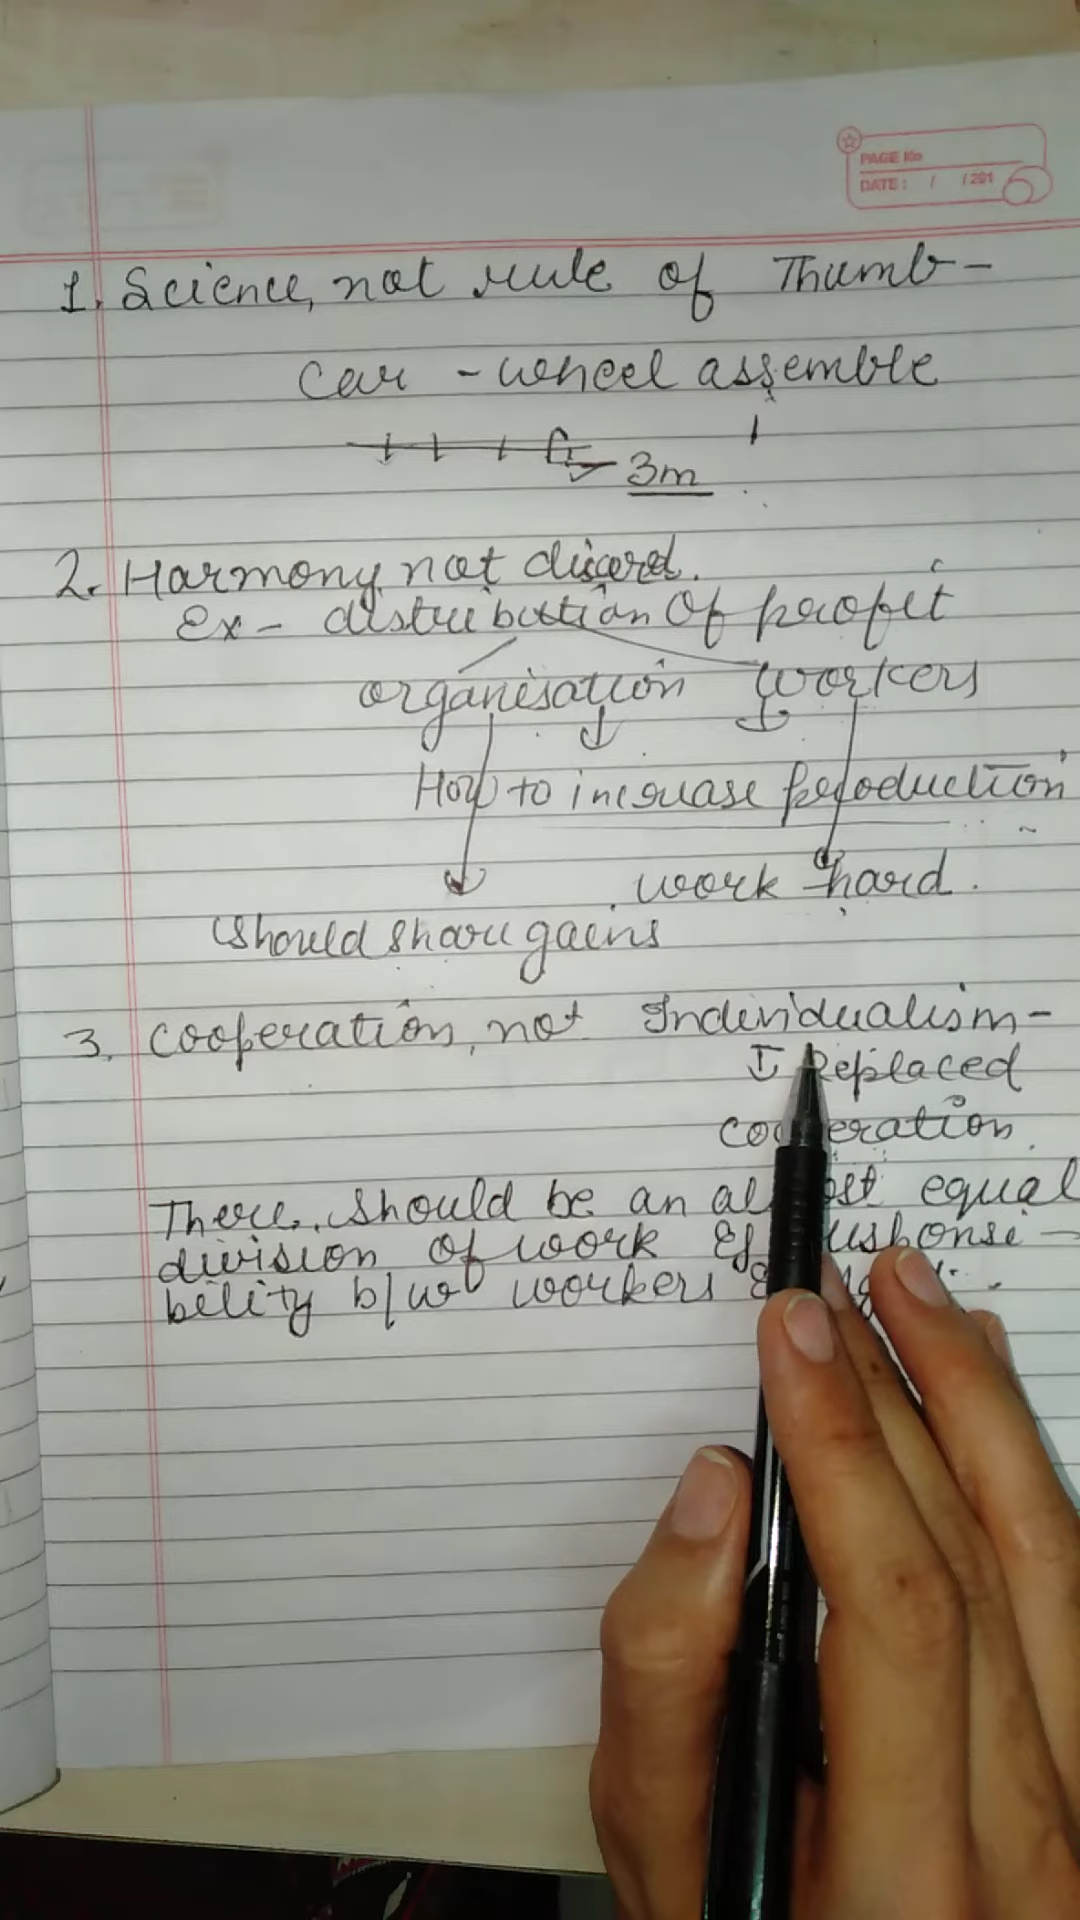 PAGE No
DATE: / /201
1. Science, not rule of Thumb-
Car - wheel assemble
3m
2. Harmony, not discord.
Ex- distribution Of profit
organisation workers
How to increase production
work hard.
should share gains
3. cooperation, not Individualism-
Replaced
There should be an equal
division of work
bility b/w workers